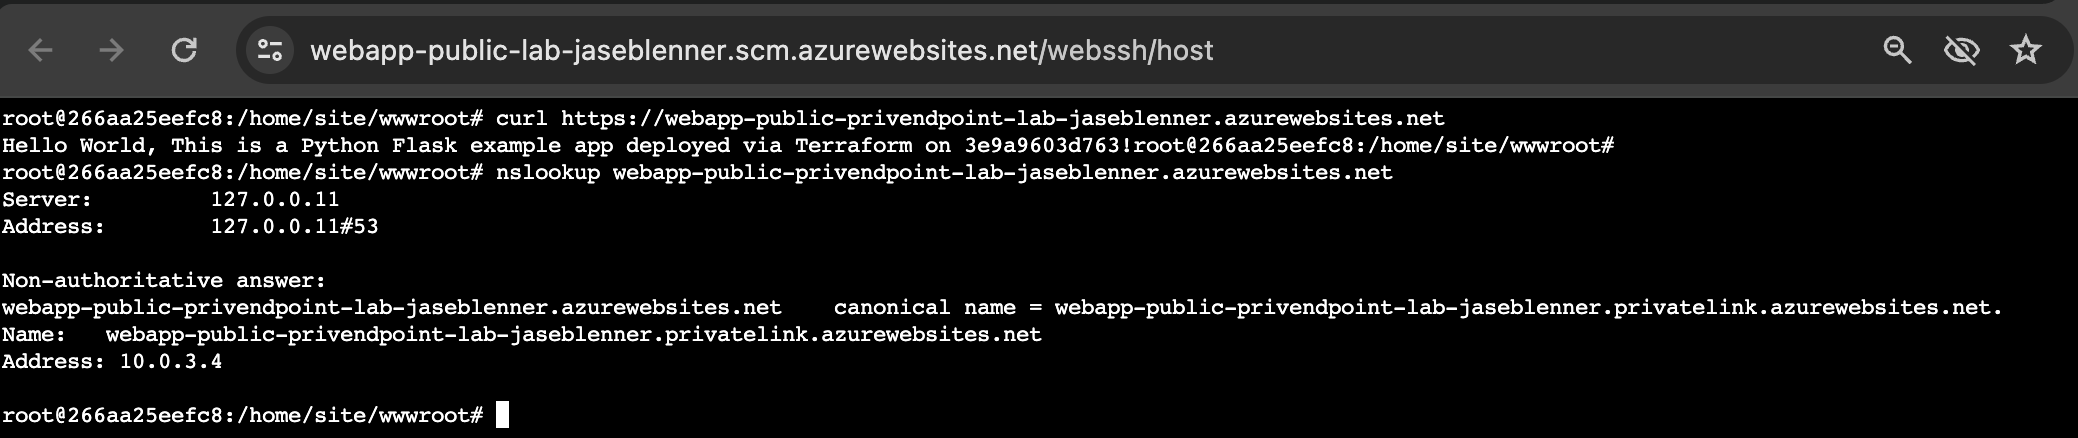 webapp-public-lab-jaseblenner.scm.azurewebsites.net/webssh/host
root@266aa25eefc8:/home/site/wwwroot# curl https://webapp-public-privendpoint-lab-jaseblenner.azurewebsites.net
Hello World, This is a Python Flask example app deployed via Terraform on 3e9a9603d763!root@266aa25eefc8:/home/site/wwwroot#
root@266aa25eefc8:/home/site/wwwroot# nslookup webapp-public-privendpoint-lab-jaseblenner.azurewebsites.net
Server:         127.0.0.11
Address:        127.0.0.11#53
Non-authoritative answer:
webapp-public-privendpoint-lab-jaseblenner.azurewebsites.net    canonical name = webapp-public-privendpoint-lab-jaseblenner.privatelink.azurewebsites.net.
Name:   webapp-public-privendpoint-lab-jaseblenner.privatelink.azurewebsites.net
Address: 10.0.3.4
root@266aa25eefc8:/home/site/wwwroot#